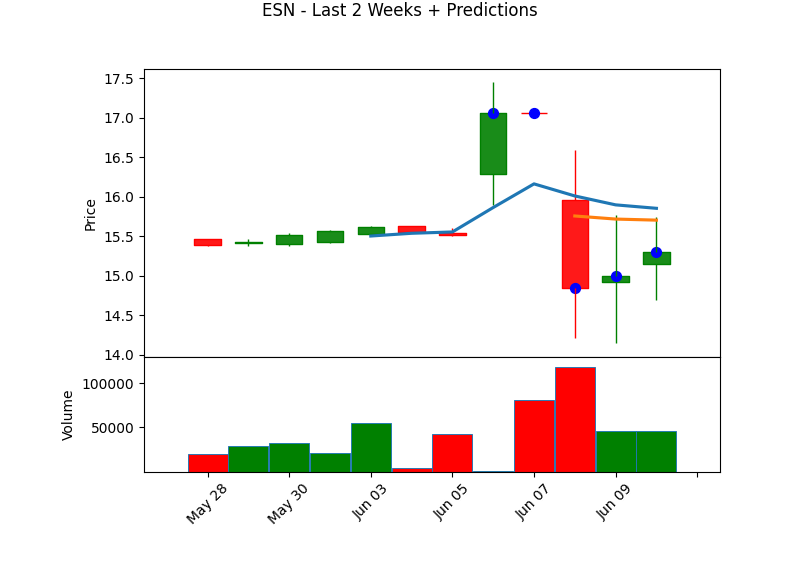 ESN - Last 2 Weeks + Predictions
17.5
17.0
16.5
16.0
15.5
15.0
14.5
14.0
Price
100000
50000
Volume
May 28
May 30
Jun 03
Jun 05
Jun 07
Jun 09